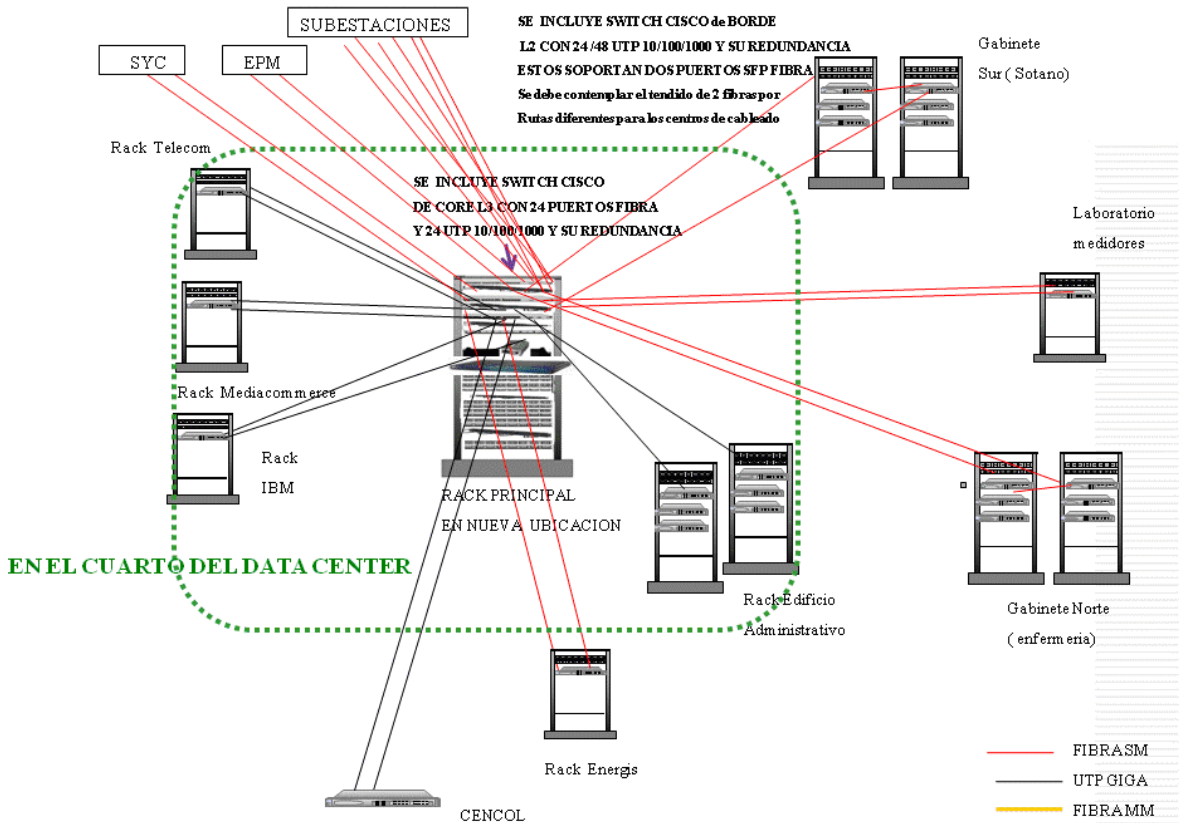 SUBESTACIONES
SYC
EPM
SE INCLUYE SWITCH CISCO de BORDE
L2 CON 24 /48 UTP 10/100/1000 Y SU REDUNDANCIA
ESTOS SOPORTAN DOS PUERTOS SFP FIBRA
Se debe contemplar el tendido de 2 fibras por
Rutas diferentes para los centros de cableado
Gabinete
Sur ( Sotano)
Rack Telecom
SE INCLUYE SWITCH CISCO
DE CORE L3 CON 24 PUERTOS FIBRA
Y 24 UTP 10/100/1000 Y SU REDUNDANCIA
Laboratorio
medidores
Rack Mediacommerce
Rack
IBM
RACK PRINCIPAL
EN NUEVA UBICACION
EN EL CUARTO DEL DATA CENTER
Rack Edificio
Administrativo
Gabinete Norte
( enfermeria)
Rack Energis
CENCOL
FIBRA SM
UTP GIGA
FIBRA MM